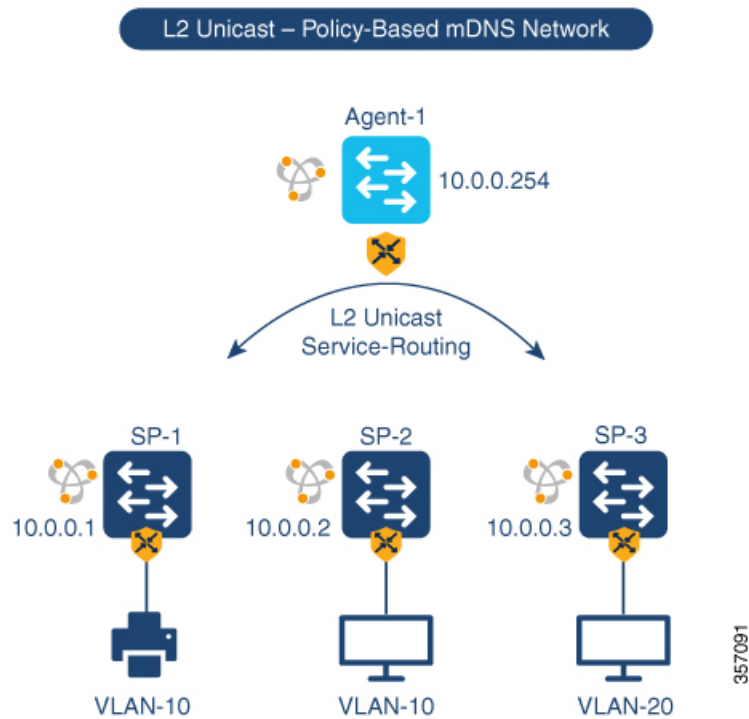 L2 Unicast – Policy-Based mDNS Network
Agent-1
10.0.0.254
L2 Unicast
Service-Routing
SP-1
SP-2
SP-3
10.0.0.1
10.0.0.2
10.0.0.3
VLAN-10
VLAN-10
VLAN-20
357091